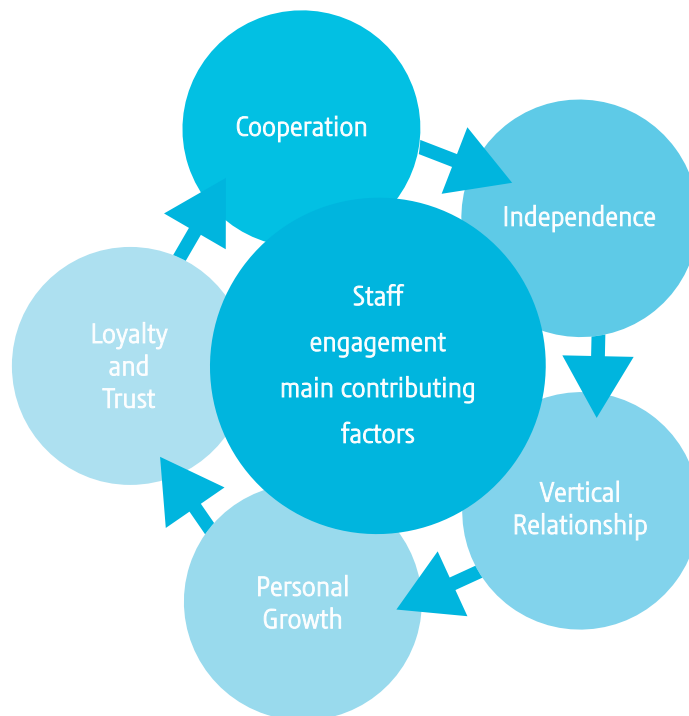 Cooperation
Independence
Staff
engagement
main contributing
factors
Loyalty
and
Trust
Vertical
Relationship
Personal
Growth